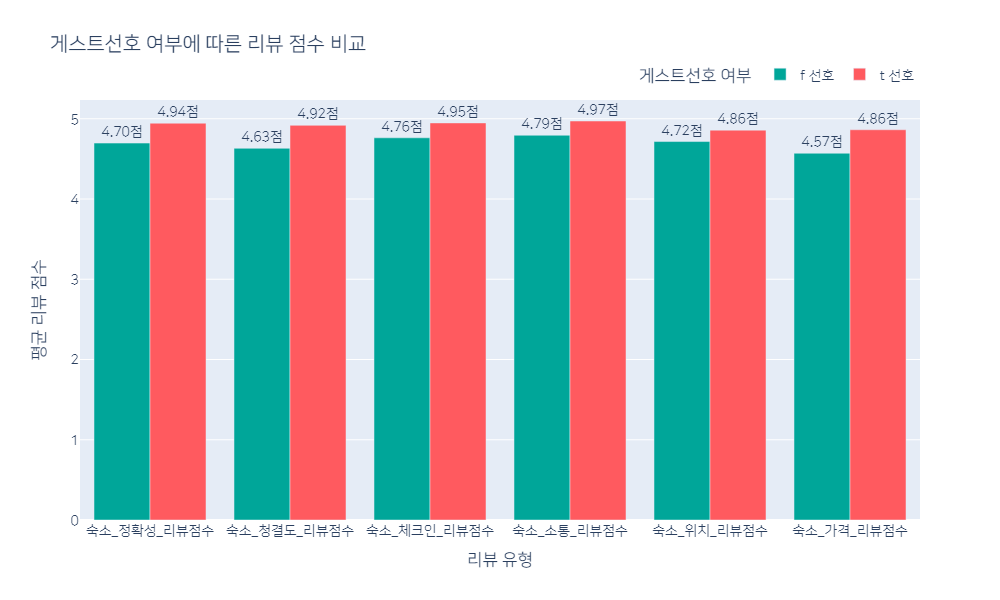 게스트선호 여부에 따른 리뷰 점수 비교
게스트선호 여부 f 선호 t 선호
4.70점 4.94점 4.63점 4.92점 4.76점 4.95점 4.79점 4.97점 4.72점 4.86점 4.57점 4.86점
5
4
3
2
1
0
평균 리뷰 점수
숙소_정확성_리뷰점수 숙소_청결도_리뷰점수 숙소_체크인_리뷰점수 숙소_소통_리뷰점수 숙소_위치_리뷰점수 숙소_가격_리뷰점수
리뷰 유형